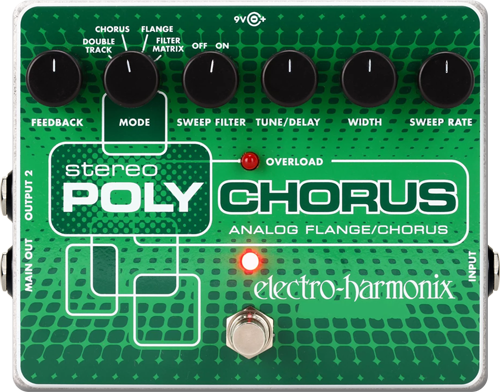 9V +
CHORUS
FLANGE
DOUBLE
TRACK
FILTER
MATRIX
OFF ON
FEEDBACK
MODE
SWEEP FILTER
TUNE/DELAY
WIDTH
SWEEP RATE
OVERLOAD
stereo
POLY CHORUS
ANALOG FLANGE/CHORUS
OUTPUT 2
MAIN OUT
INPUT
electro-harmonix